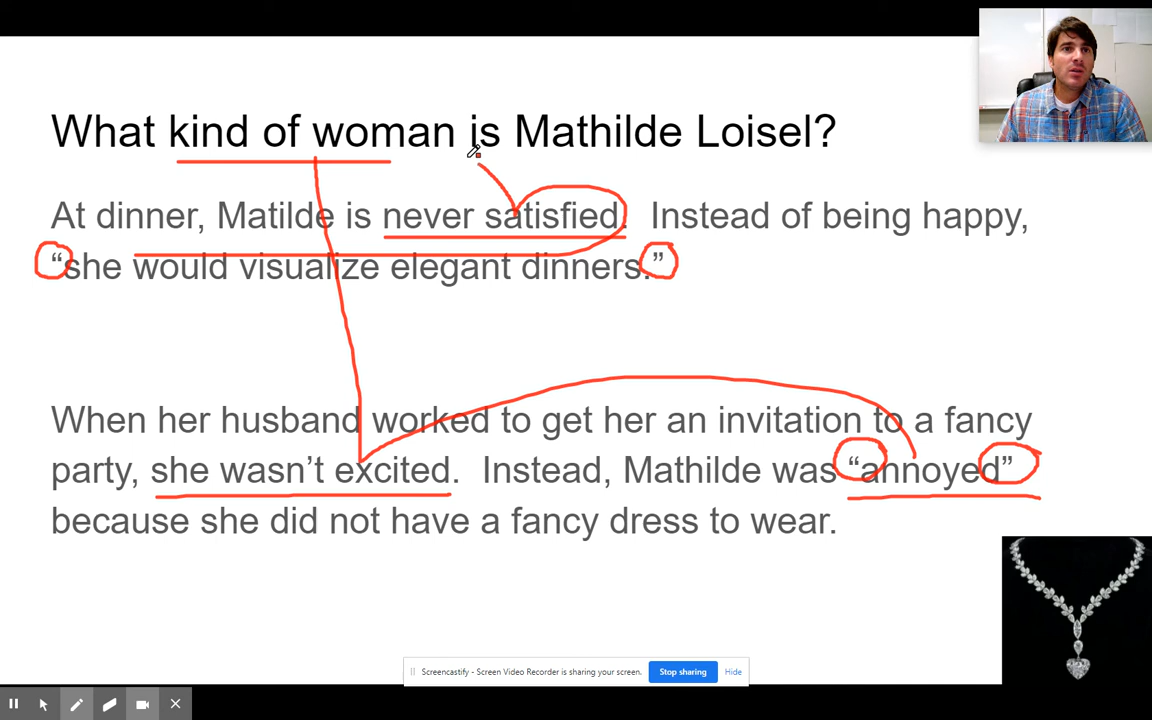 What kind of woman is Mathilde Loisel?
At dinner, Matilde is never satisfied. Instead of being happy,
“she would visualize elegant dinners.”
When her husband worked to get her an invitation to a fancy
party, she wasn’t excited. Instead, Mathilde was “annoyed”
because she did not have a fancy dress to wear.
Screencastify - Screen Video Recorder is sharing your screen. Stop sharing Hide